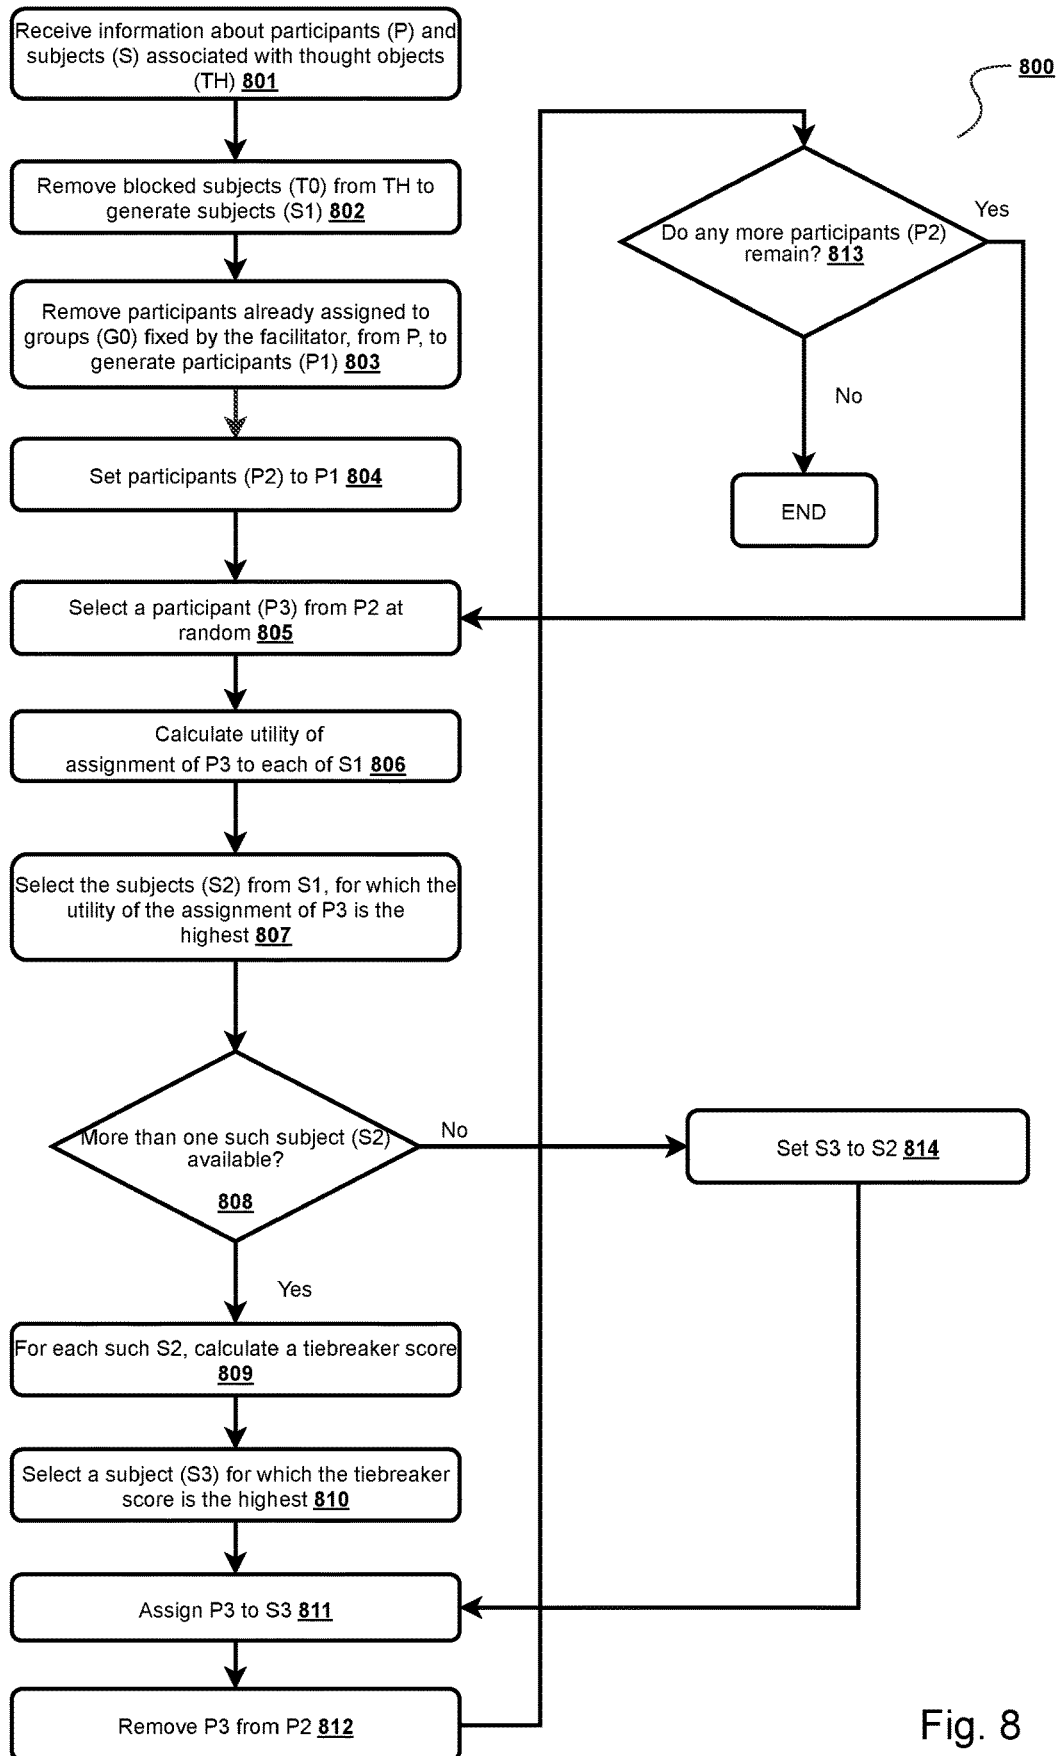 Receive information about participants (P) and
subjects (S) associated with thought objects
(TH) 801
800
Remove blocked subjects (T0) from TH to
generate subjects (S1) 802
Remove participants already assigned to
groups (G0) fixed by the facilitator, from P, to
generate participants (P1) 803
Set participants (P2) to P1 804
Select a participant (P3) from P2 at
random 805
Calculate utility of
assignment of P3 to each of S1 806
Select the subjects (S2) from S1, for which the
utility of the assignment of P3 is the
highest 807
More than one such subject (S2)
available?
808
No
Yes
For each such S2, calculate a tiebreaker score
809
Select a subject (S3) for which the tiebreaker
score is the highest 810
Assign P3 to S3 811
Remove P3 from P2 812
Do any more participants (P2)
remain? 813
Yes
No
END
Set S3 to S2 814
Fig. 8